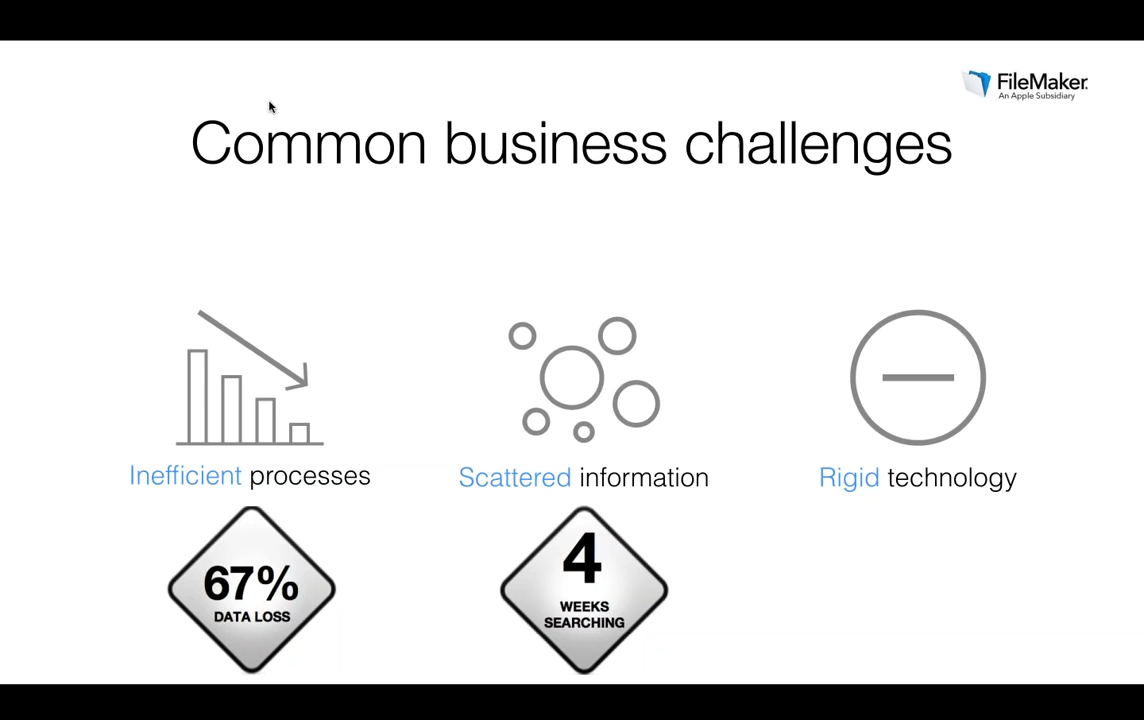 FileMaker.
An Apple Subsidiary
Common business challenges
Inefficient processes
Scattered information
Rigid technology
67%
DATA LOSS
4
WEEKS
SEARCHING